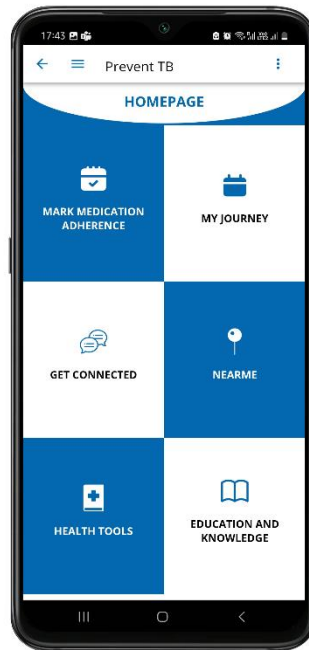 17:43
Prevent TB
HOMEPAGE
MARK MEDICATION
ADHERENCE
MY JOURNEY
GET CONNECTED
NEARME
HEALTH TOOLS
EDUCATION AND
KNOWLEDGE